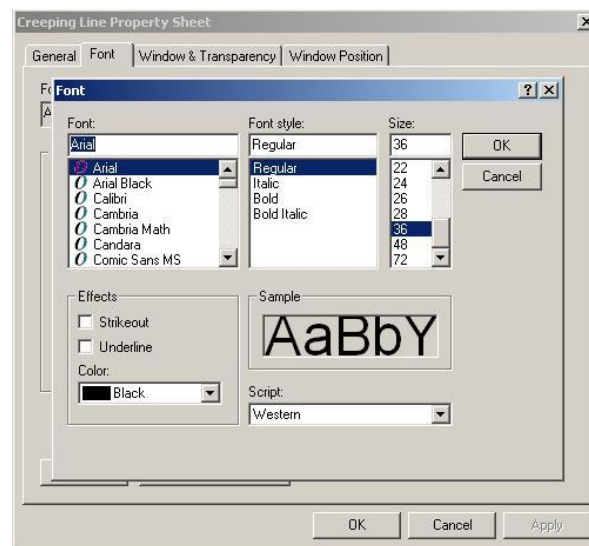 Creeping Line Property Sheet
General Font Window & Transparency Window Position
Fo
A
Font
Font: Font style: Size:
Arial Regular 36 OK
Arial Regular 22 Cancel
Arial Black Italic 24
Calibri Bold 26
Cambria Bold Italic 28
Cambria Math 36
Candara 48
Comic Sans MS 72
Effects Sample
Strikeout AaBbY
Underline
Color:
Black
Script:
Western
OK Cancel Apply